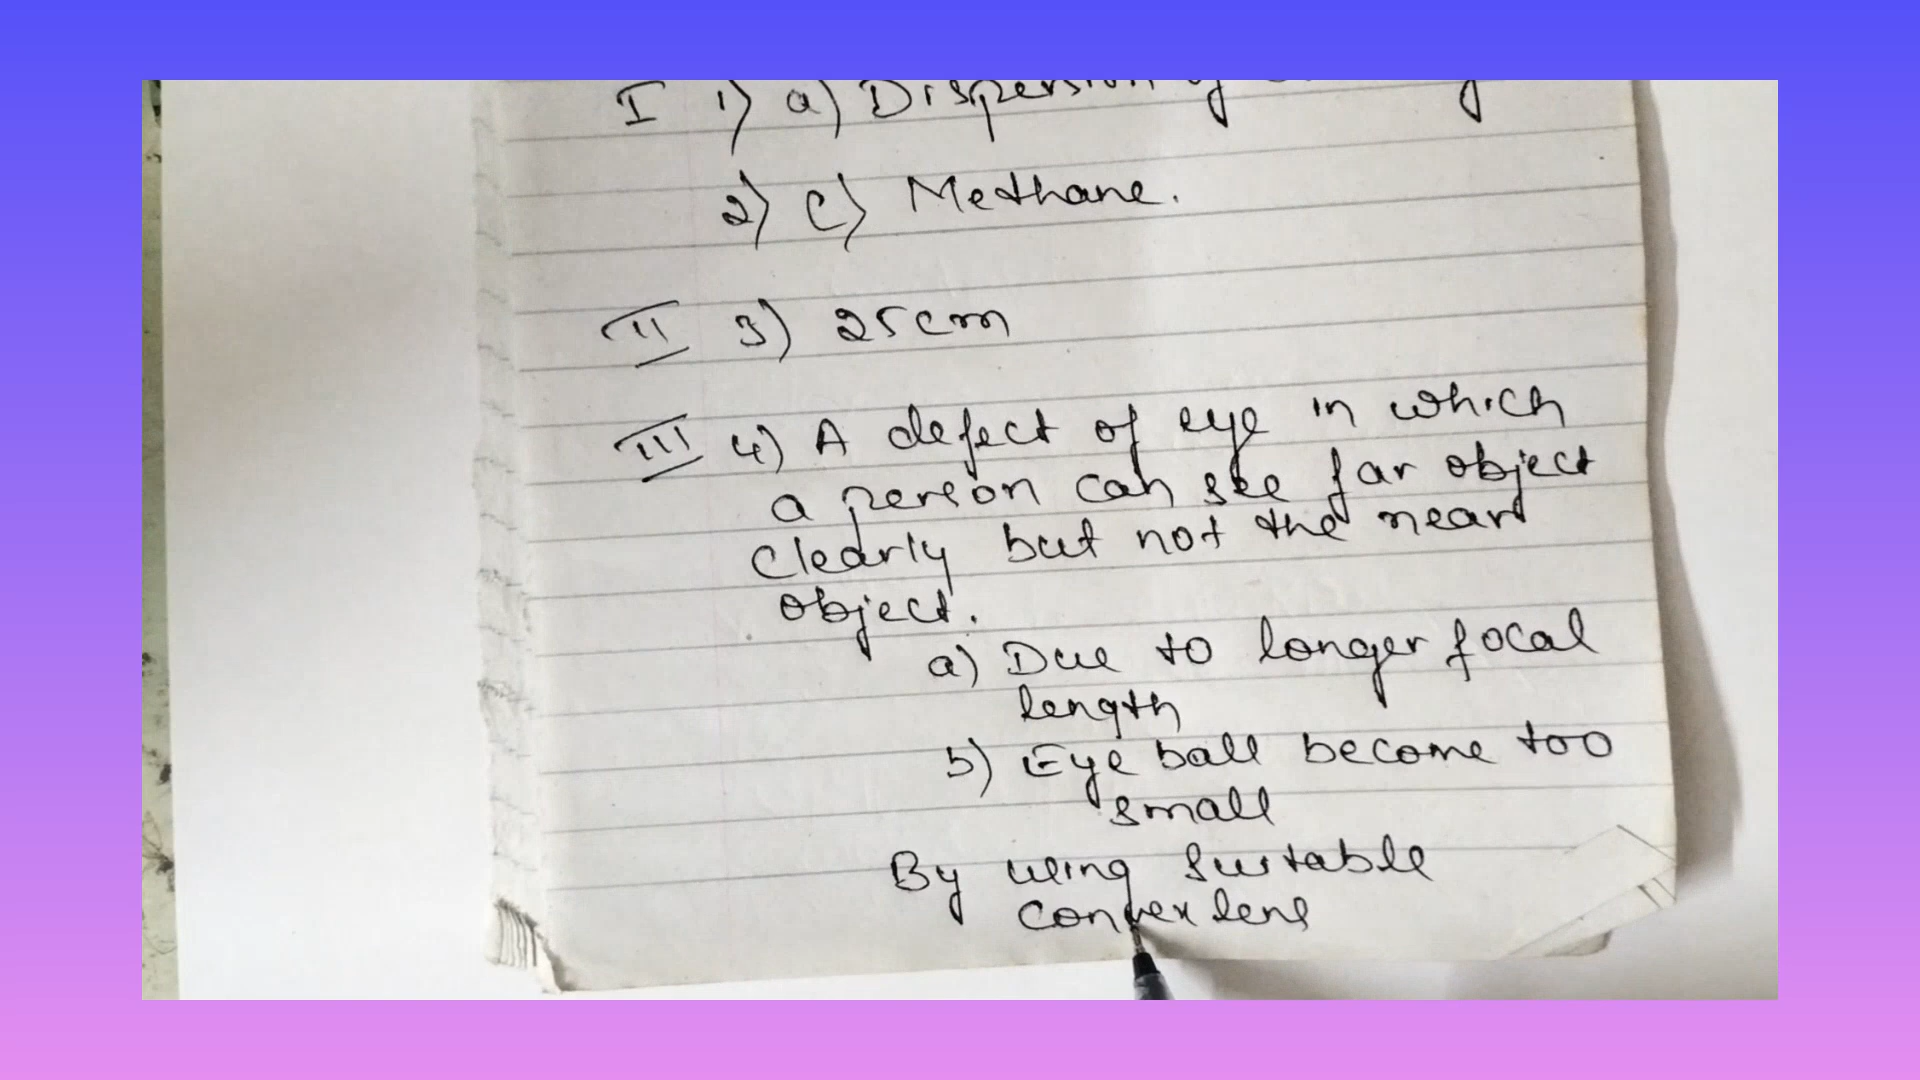 I 1) a) Dispersion of
2) C) Methane.
II 3) 25cm
III 4) A defect of eye in which
a person can see far object
clearly but not the near
object.
a) Due to longer focal
length
b) Eye ball become too
small
By using suitable
convex lens